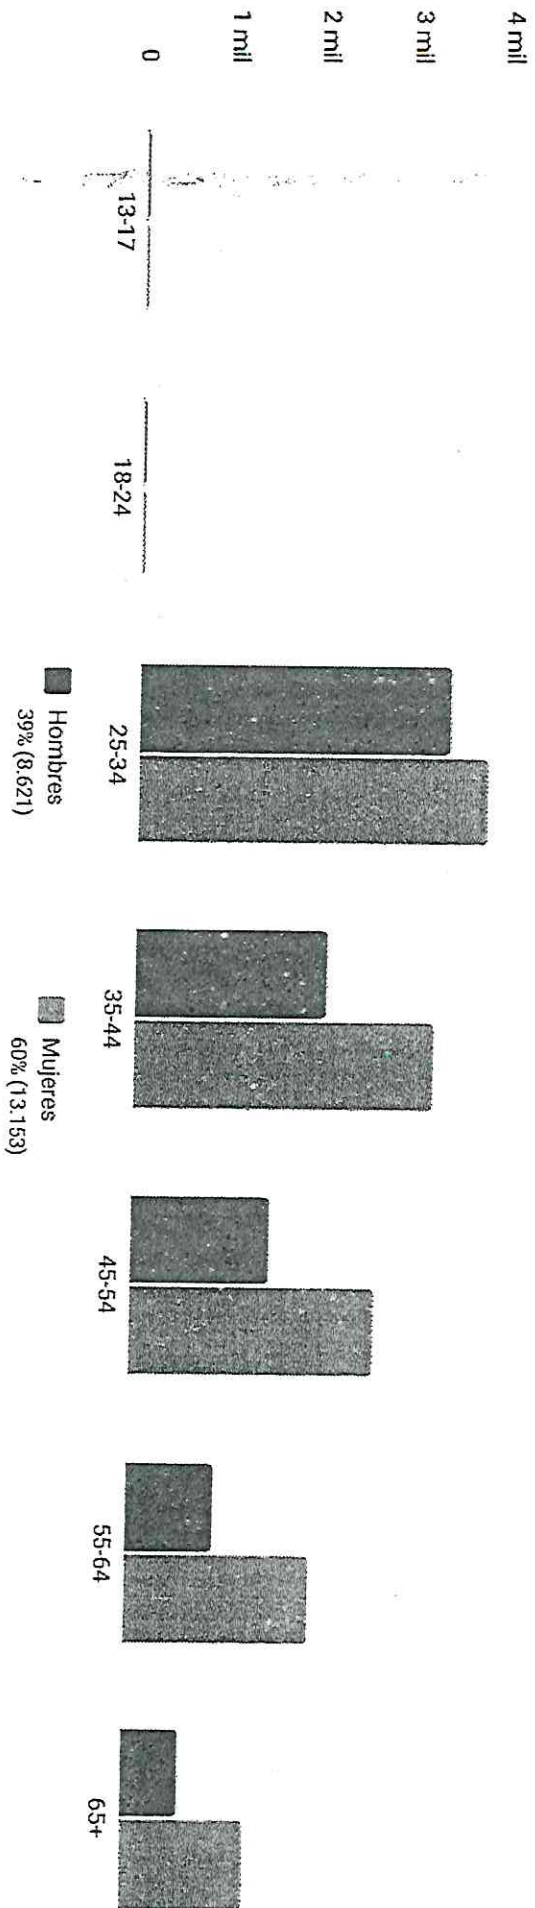 4 mil
3 mil
2 mil
1 mil
0
13-17
18-24
25-34
35-44
45-54
55-64
65+
Hombres
39% (8.621)
Mujeres
60% (13.153)